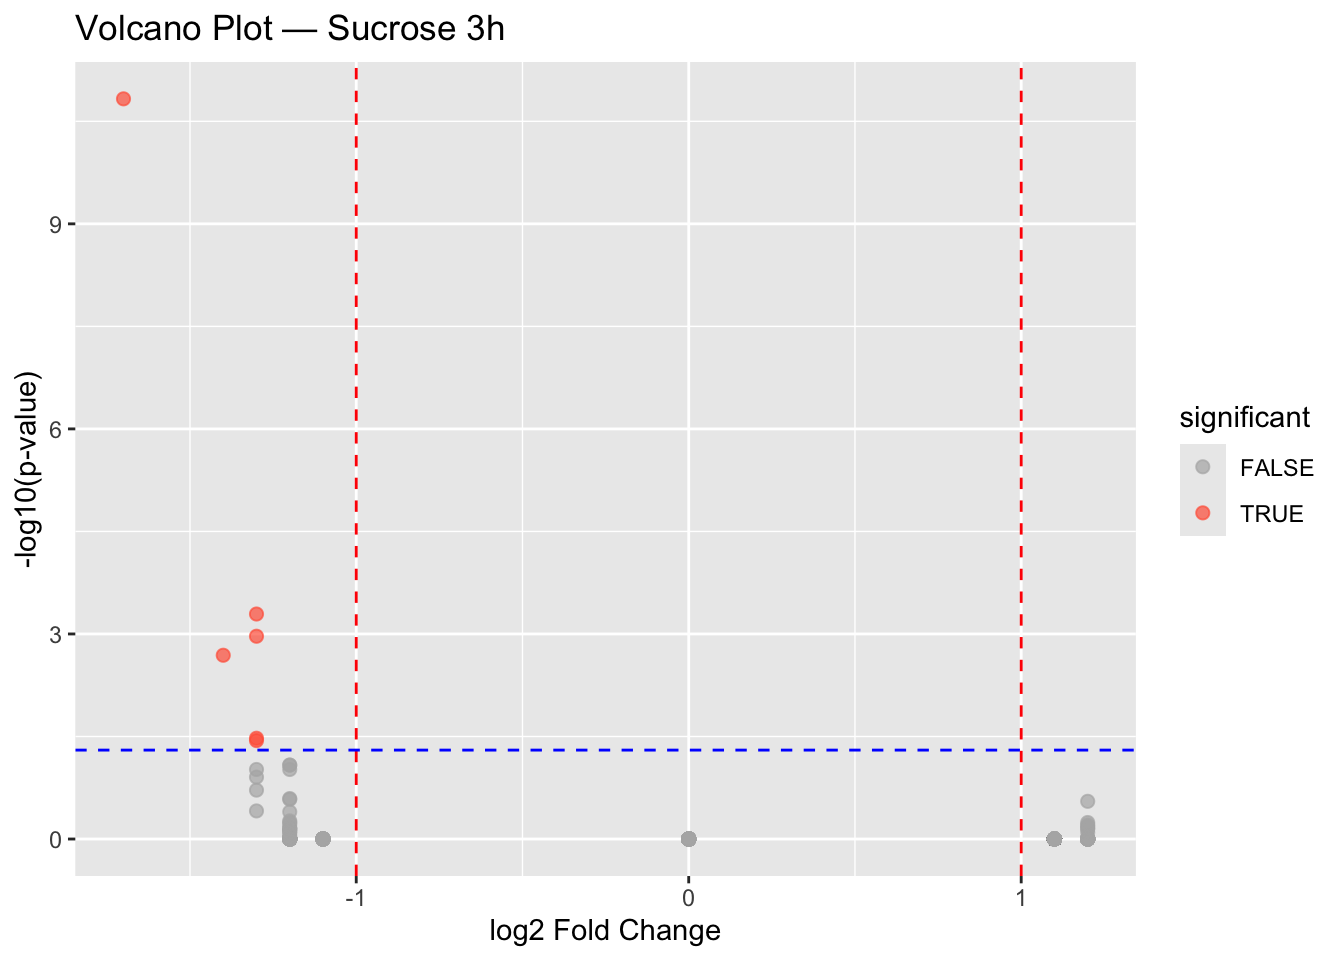 Volcano Plot — Sucrose 3h
9
6
3
0
-log10(p-value)
-1
0
1
log2 Fold Change
significant
FALSE
TRUE